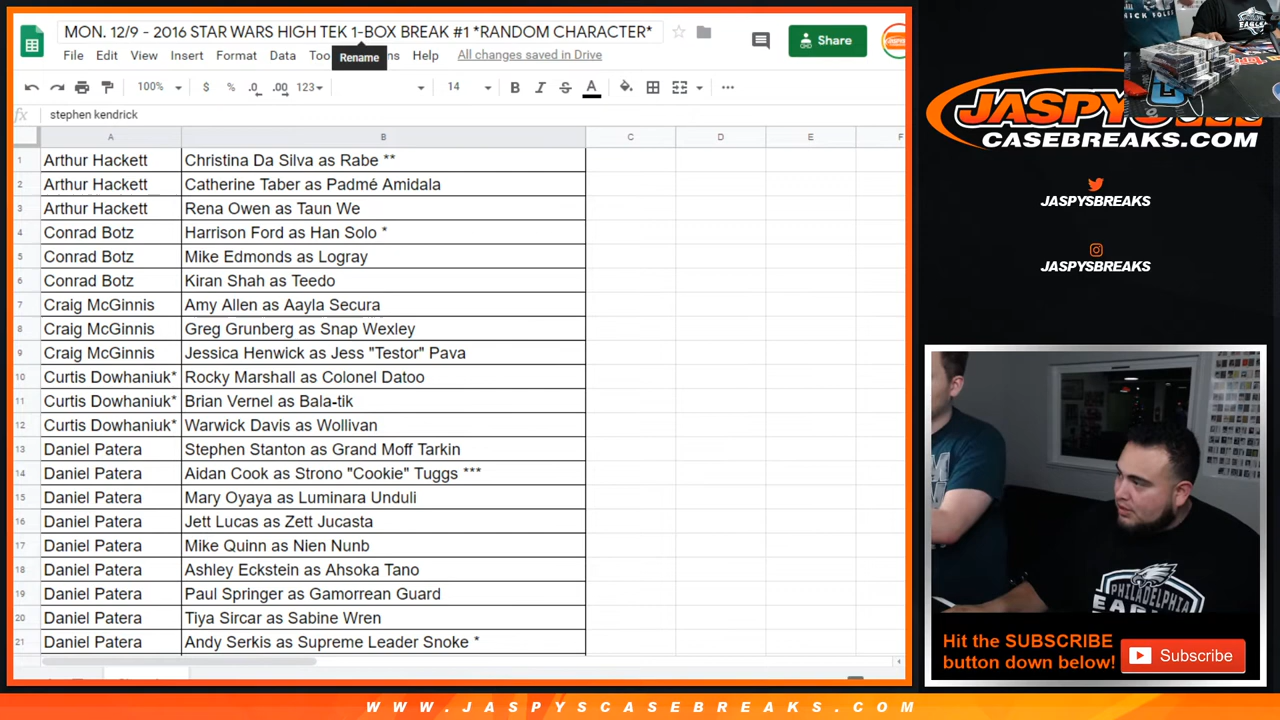 MON. 12/9 - 2016 STAR WARS HIGH TEK 1-BOX BREAK #1 *RANDOM CHARACTER*
File Edit View Insert Format Data Help All changes saved in Drive
Rename
Share
100% $ % .0 .00 123 14 B I S A
fx stephen kendrick
A B C D E F
1 Arthur Hackett Christina Da Silva as Rabe **
2 Arthur Hackett Catherine Taber as Padmé Amidala
3 Arthur Hackett Rena Owen as Taun We
4 Conrad Botz Harrison Ford as Han Solo *
5 Conrad Botz Mike Edmonds as Logray
6 Conrad Botz Kiran Shah as Teedo
7 Craig McGinnis Amy Allen as Aayla Secura
8 Craig McGinnis Greg Grunberg as Snap Wexley
9 Craig McGinnis Jessica Henwick as Jess "Testor" Pava
10 Curtis Dowhaniuk* Rocky Marshall as Colonel Datoo
11 Curtis Dowhaniuk* Brian Verrel as Bala-tik
12 Curtis Dowhaniuk* Warwick Davis as Wollivan
13 Daniel Patera Stephen Stanton as Grand Moff Tarkin
14 Daniel Patera Aidan Cook as Strono "Cookie" Tuggs ***
15 Daniel Patera Mary Oyaya as Luminara Unduli
16 Daniel Patera Jett Lucas as Zett Jucasta
17 Daniel Patera Mike Quinn as Nien Nunb
18 Daniel Patera Ashley Eckstein as Ahsoka Tano
19 Daniel Patera Paul Springer as Gamorrean Guard
20 Daniel Patera Tiya Sircar as Sabine Wren
21 Daniel Patera Andy Serkis as Supreme Leader Snoke *
CASEBREAKS.COM
JASPYSBREAKS
JASPYSBREAKS
PHILADELPHIA
Hit the SUBSCRIBE
button down below!
Subscribe
WWW.JASPYSCASEBREAKS.COM